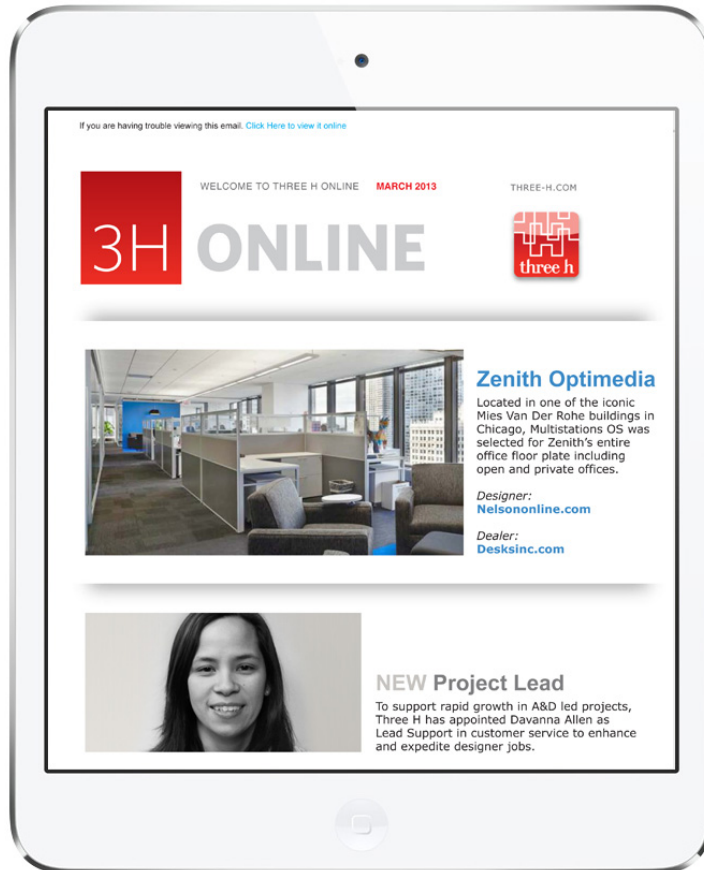 If you are having trouble viewing this email. Click Here to view it online
WELCOME TO THREE H ONLINE MARCH 2013
THREE-H.COM
3H ONLINE
three h
Zenith Optimedia
Located in one of the iconic
Mies Van Der Rohe buildings in
Chicago, Multistations OS was
selected for Zenith’s entire
office floor plate including
open and private offices.
Designer:
Nelsononline.com
Dealer:
Desksinc.com
NEW Project Lead
To support rapid growth in A&D led projects,
Three H has appointed Davanna Allen as
Lead Support in customer service to enhance
and expedite designer jobs.